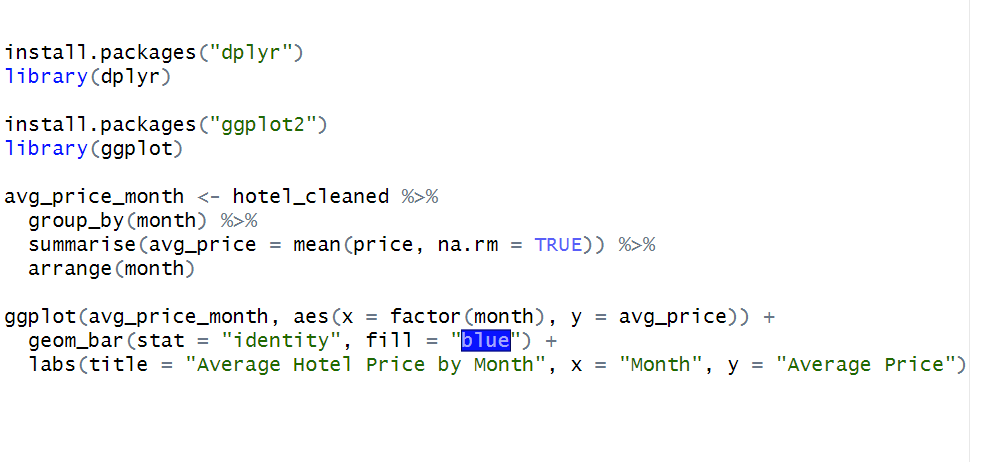 install.packages("dplyr")
library(dplyr)
install.packages("ggplot2")
library(ggplot)
avg_price_month <- hotel_cleaned %>%
  group_by(month) %>%
  summarise(avg_price = mean(price, na.rm = TRUE)) %>%
  arrange(month)
ggplot(avg_price_month, aes(x = factor(month), y = avg_price)) +
  geom_bar(stat = "identity", fill = "blue") +
  labs(title = "Average Hotel Price by Month", x = "Month", y = "Average Price")